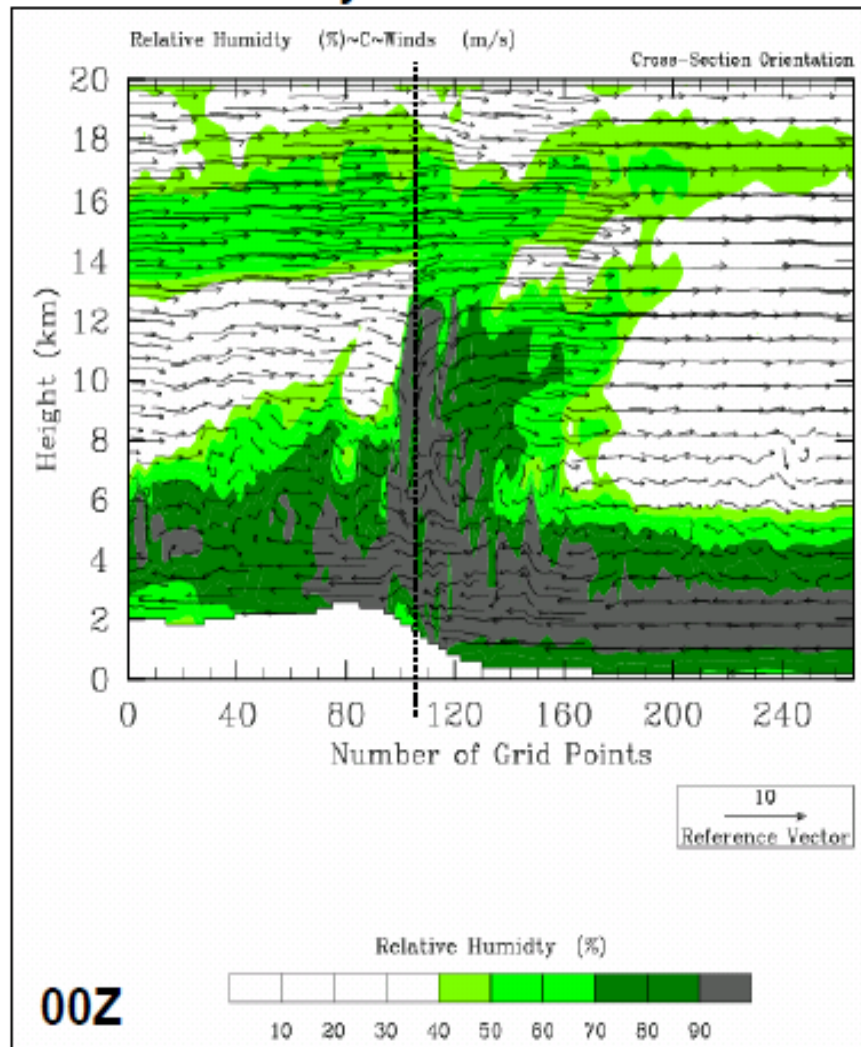 Relative Humidty (%)~C~Winds (m/s)
Cross-Section Orientation
20
18
16
14
12
10
8
6
4
2
0
Height (km)
0 40 80 120 160 200 240
Number of Grid Points
10
Reference Vector
Relative Humidty (%)
10 20 30 40 50 60 70 80 90
00Z